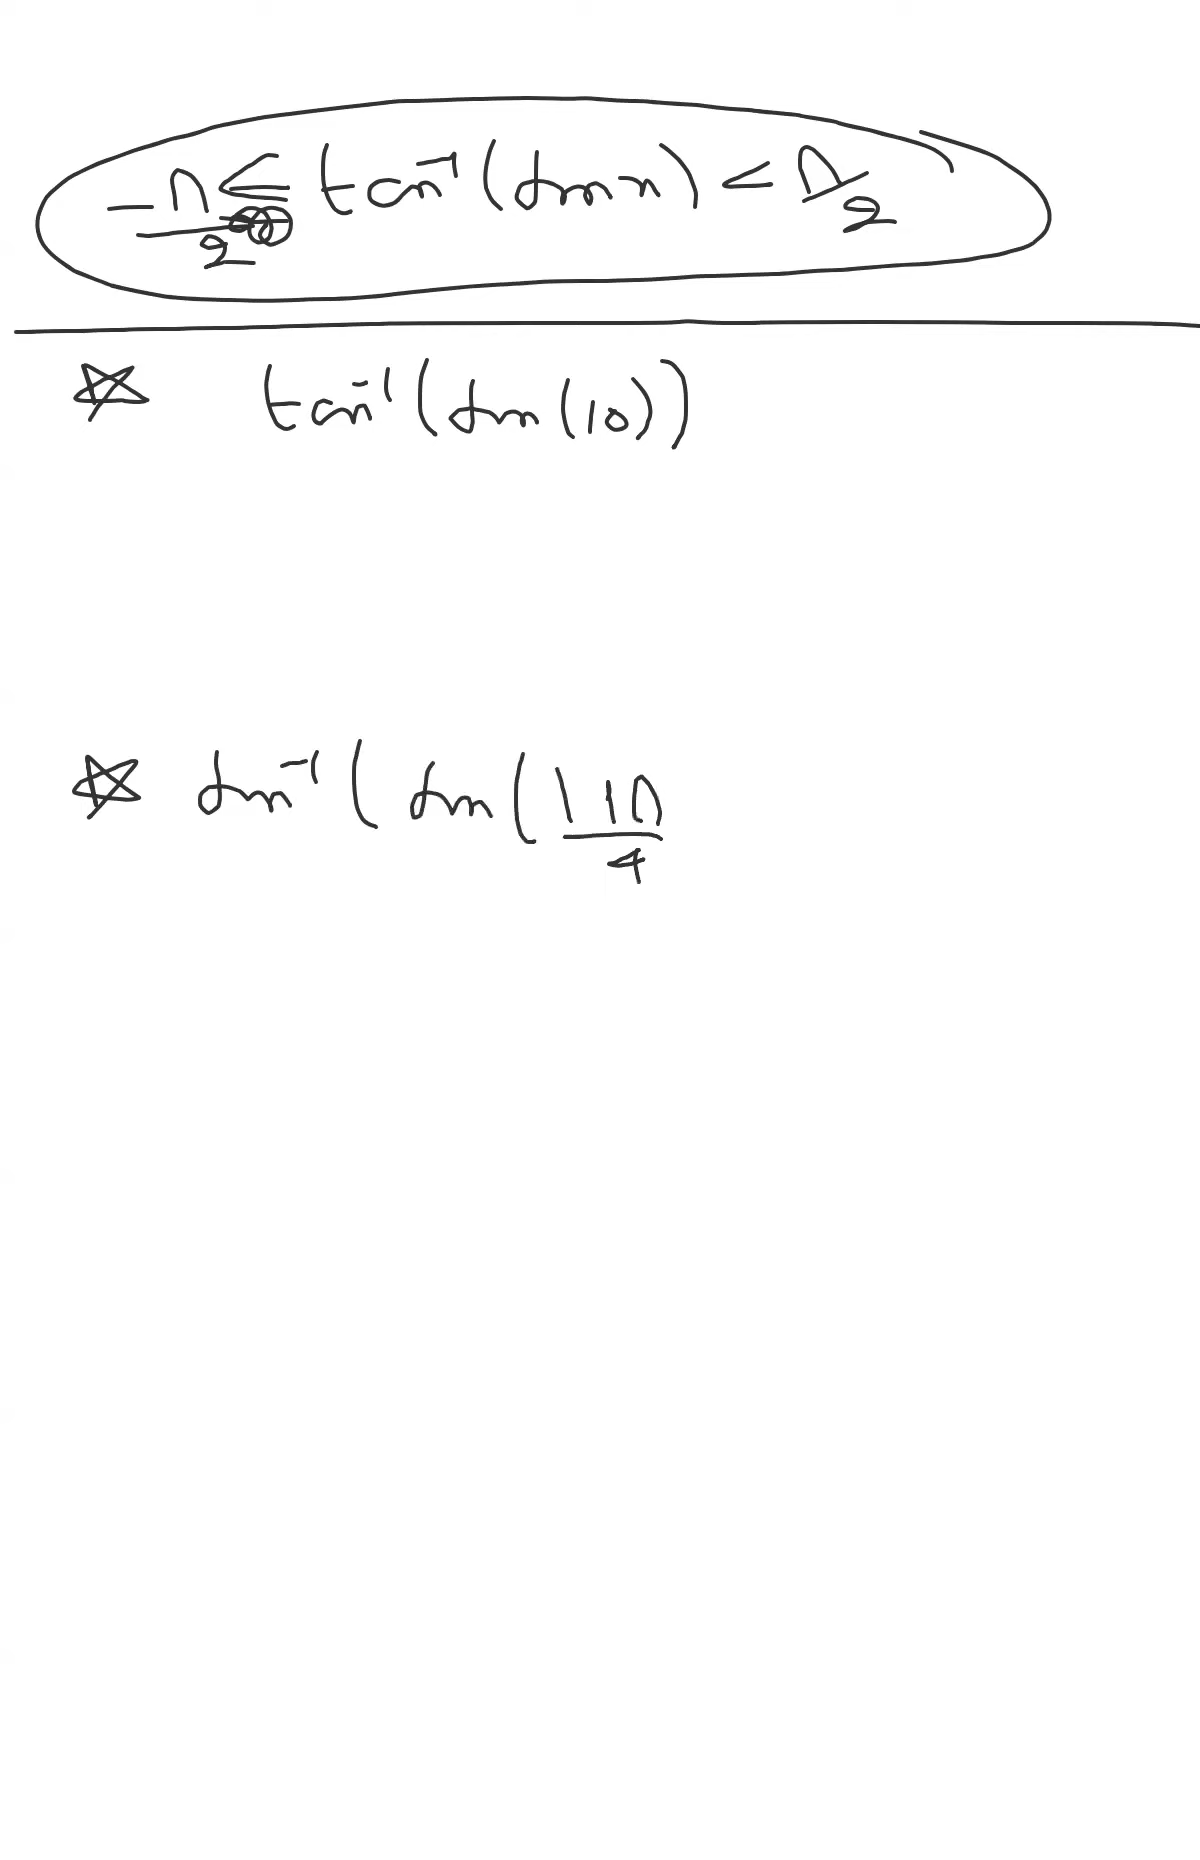 -π/2 ≤ tan⁻¹(tan x) < π/2
☆ tan⁻¹(tan(10))
☆ tan⁻¹(tan(11π/4